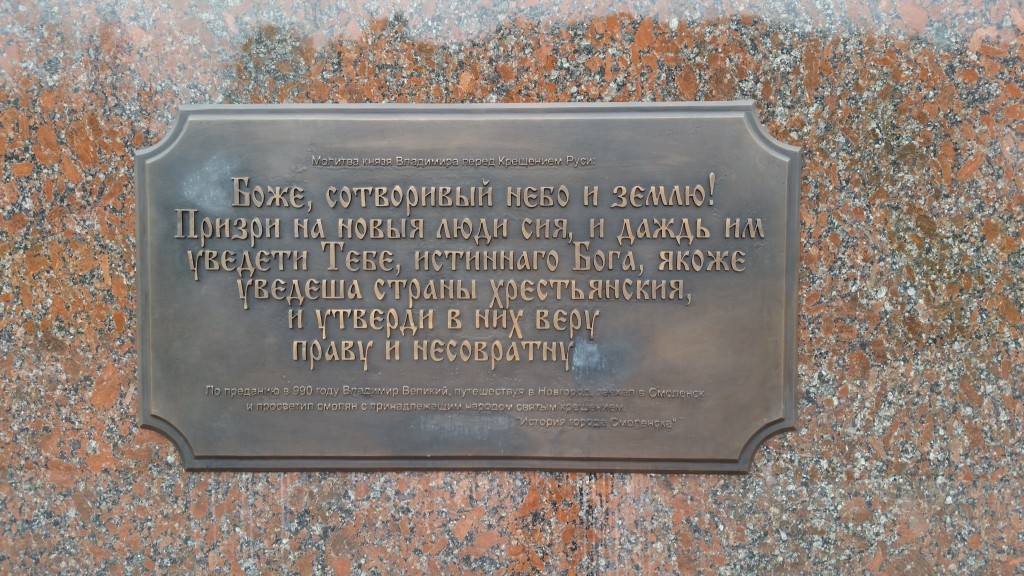 Молитва князя Владимира перед Крещением Руси:
Боже, сотворивый небо и землю!
Призри на новыя люди сия, и даждь им
уведети Тебе, истиннаго Бога, якоже
уведеша страны хрестьянския,
и утверди в них веру
праву и несовратну
По преданию в 990 году Владимир Великий, путешествуя в Новгород, заехал в Смоленск
и просветил смолян с принадлежащим народом святым крещением.
"История города Смоленска"